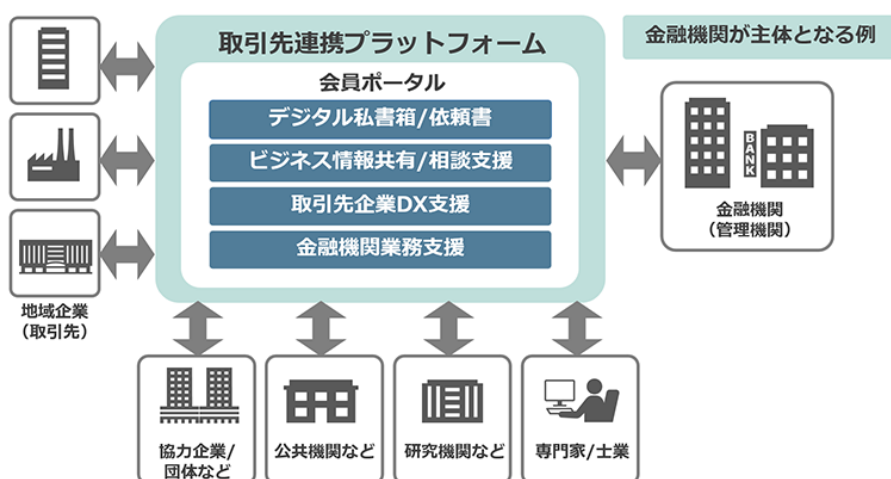 取引先連携プラットフォーム
金融機関が主体となる例
会員ポータル
デジタル私書箱/依頼書
ビジネス情報共有/相談支援
取引先企業DX支援
金融機関業務支援
BANK
金融機関
（管理機関）
地域企業
（取引先）
協力企業/
団体など
公共機関など
研究機関など
専門家/士業